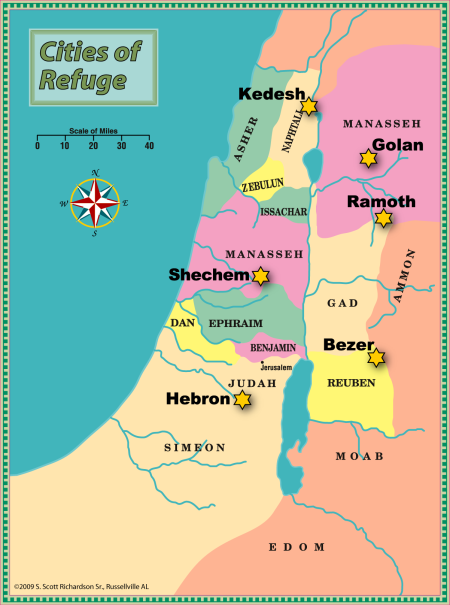 Cities of
Refuge
Scale of Miles
0 10 20 30 40
N
W E
S
Kedesh
ASHER
NAPHTALI
MANASSEH
Golan
ZEBULUN
ISSACHAR
Ramoth
MANASSEH
Shechem
AMMON
GAD
DAN
EPHRAIM
BENJAMIN
Bezer
Jerusalem
JUDAH
REUBEN
Hebron
SIMEON
MOAB
EDOM
©2009 S. Scott Richardson Sr., Russellville AL